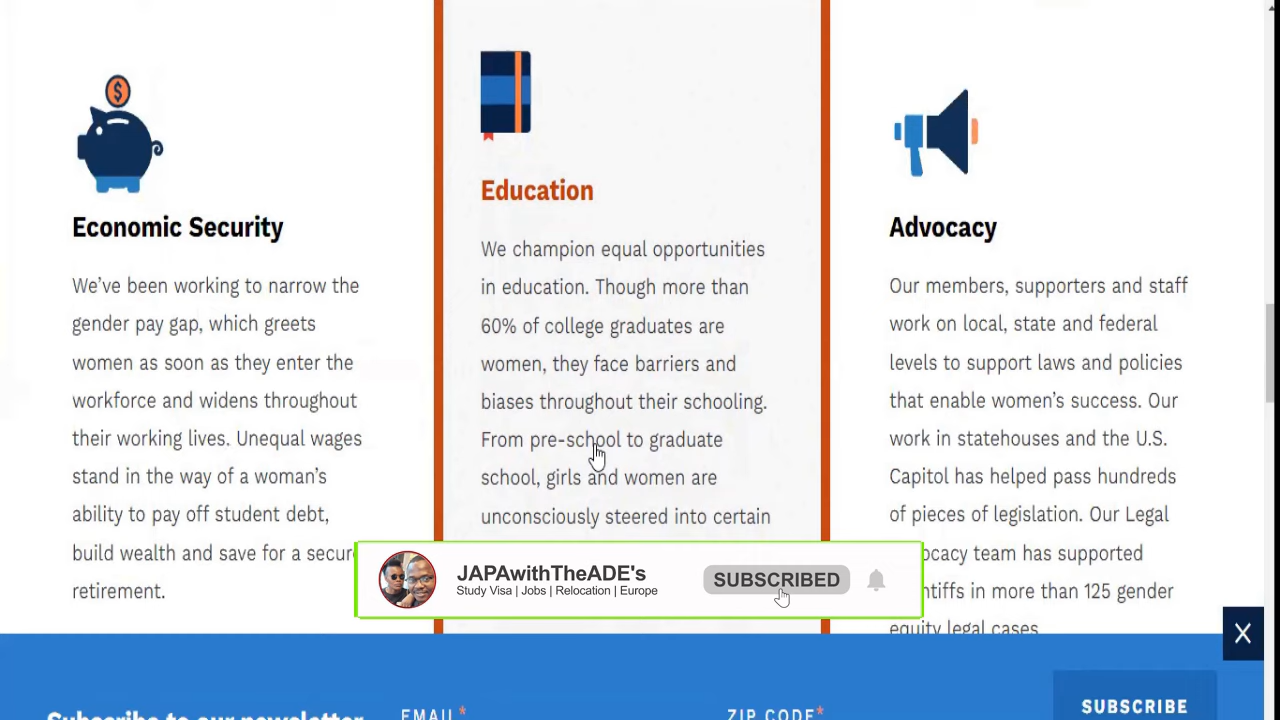 Economic Security
We've been working to narrow the
gender pay gap, which greets
women as soon as they enter the
workforce and widens throughout
their working lives. Unequal wages
stand in the way of a woman's
ability to pay off student debt,
build wealth and save for a secure
retirement.
Education
We champion equal opportunities
in education. Though more than
60% of college graduates are
women, they face barriers and
biases throughout their schooling.
From pre-school to graduate
school, girls and women are
unconsciously steered into certain
Advocacy
Our members, supporters and staff
work on local, state and federal
levels to support laws and policies
that enable women's success. Our
work in statehouses and the U.S.
Capitol has helped pass hundreds
of pieces of legislation. Our Legal
ocacy team has supported
ntiffs in more than 125 gender
equity legal cases
JAPAwithTheADE's
Study Visa | Jobs | Relocation | Europe
SUBSCRIBED
X
Subscribe to our newsletter
EMAIL*
ZIP CODE*
SUBSCRIBE